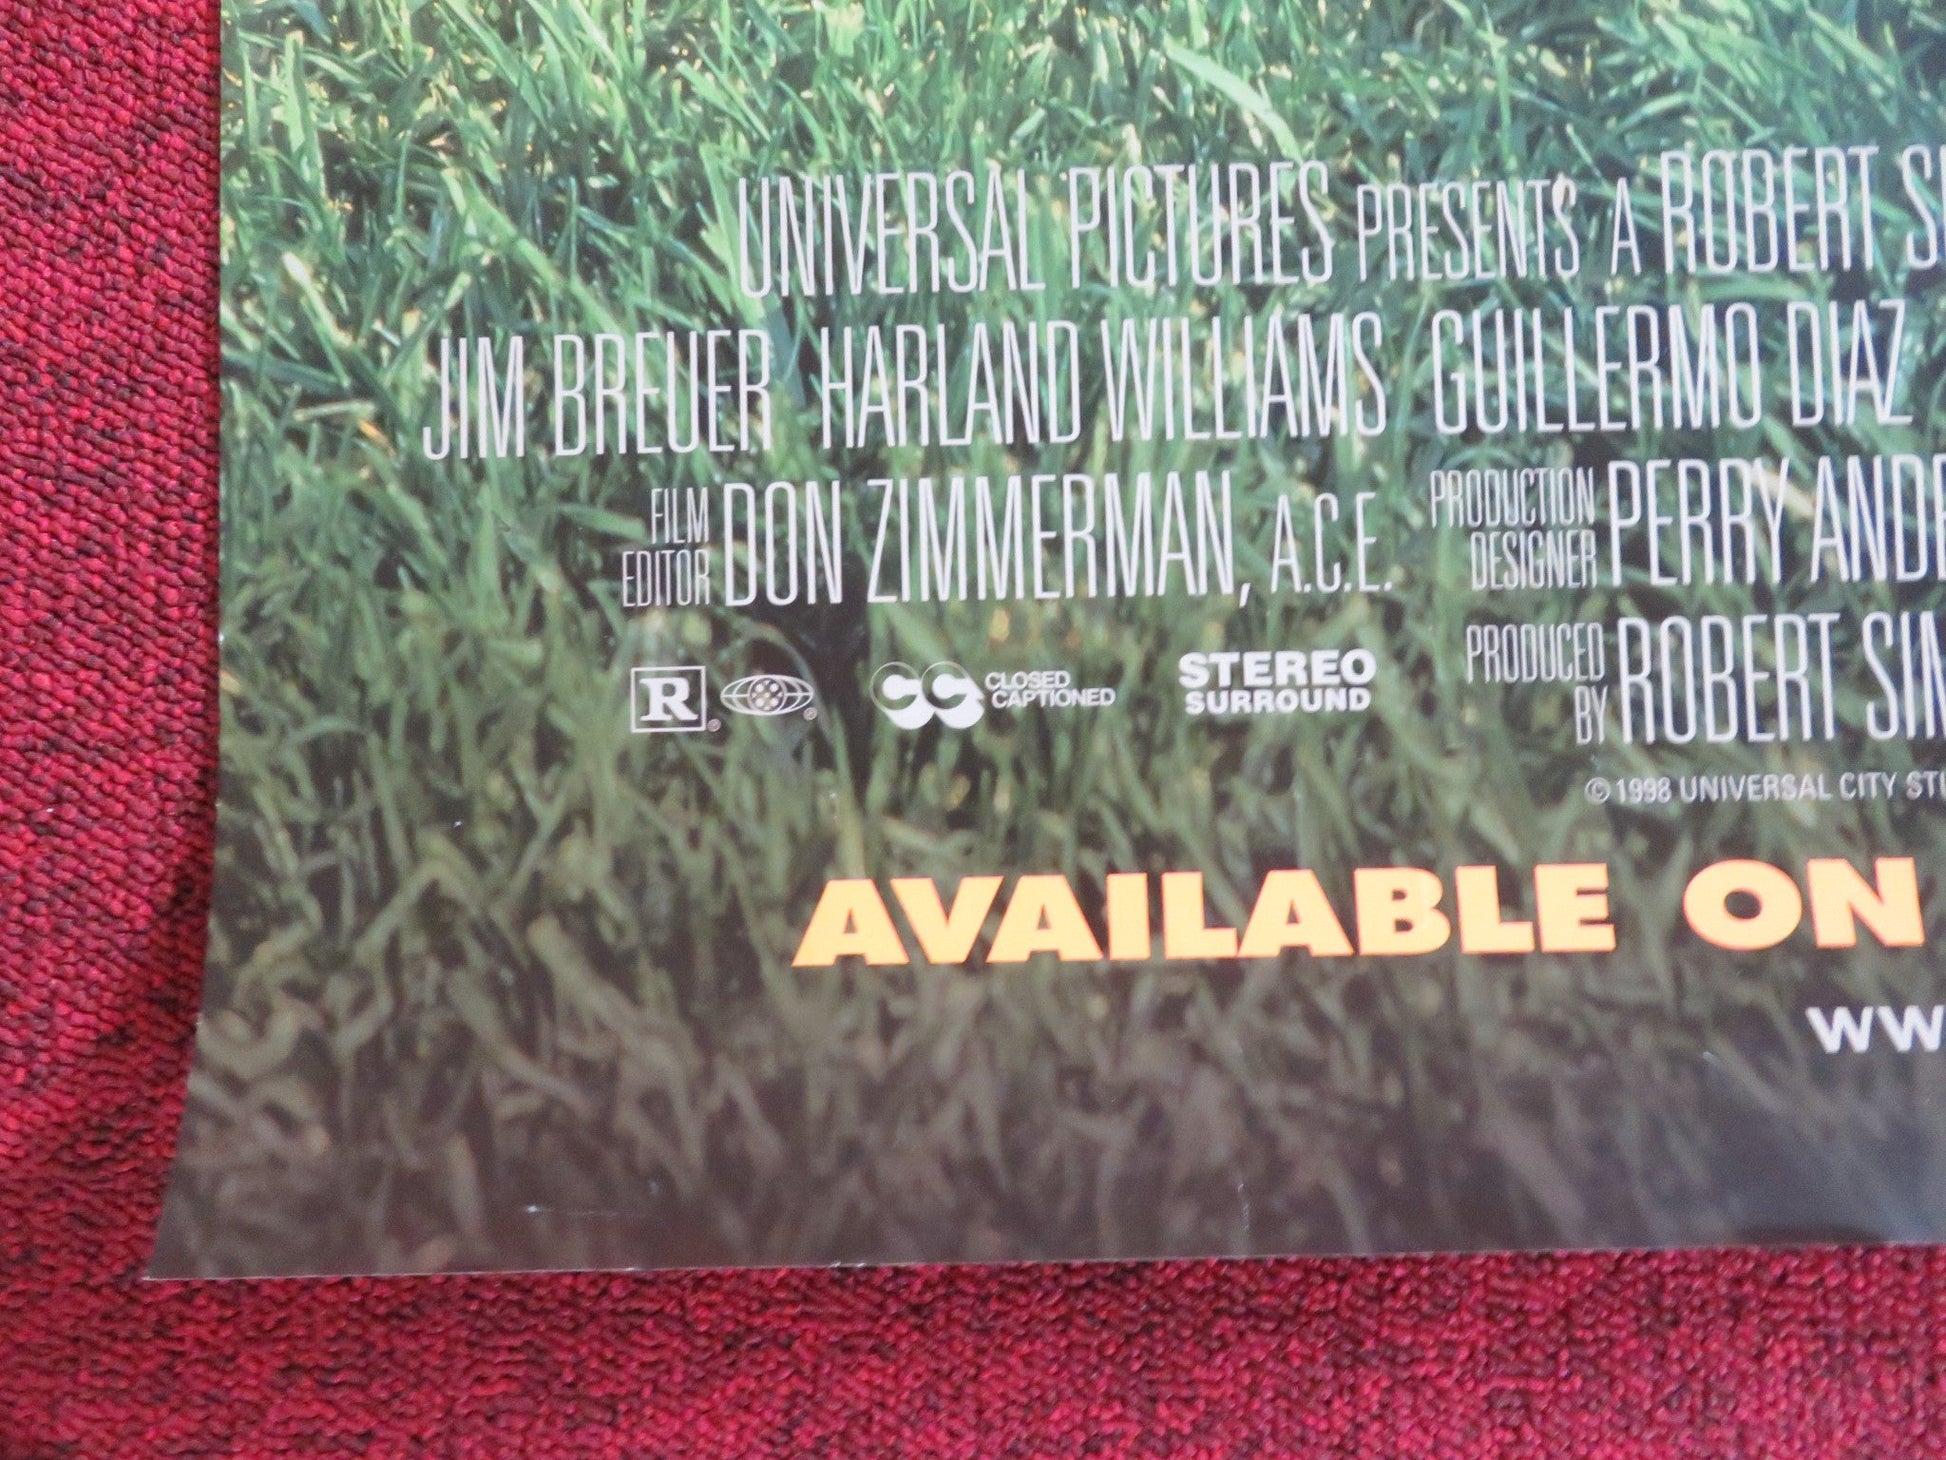 UNIVERSAL PICTURES PRESENTS A ROBERT
JIM BREUER HARLAND WILLIAMS GUILLERMO DIAZ
FILM EDITOR DON ZIMMERMAN, A.C.E. PRODUCTION DESIGNER PERRY
R CC CLOSED CAPTIONED STEREO SURROUND PRODUCED BY ROBERT
© 1998 UNIVERSAL CITY
AVAILABLE ON